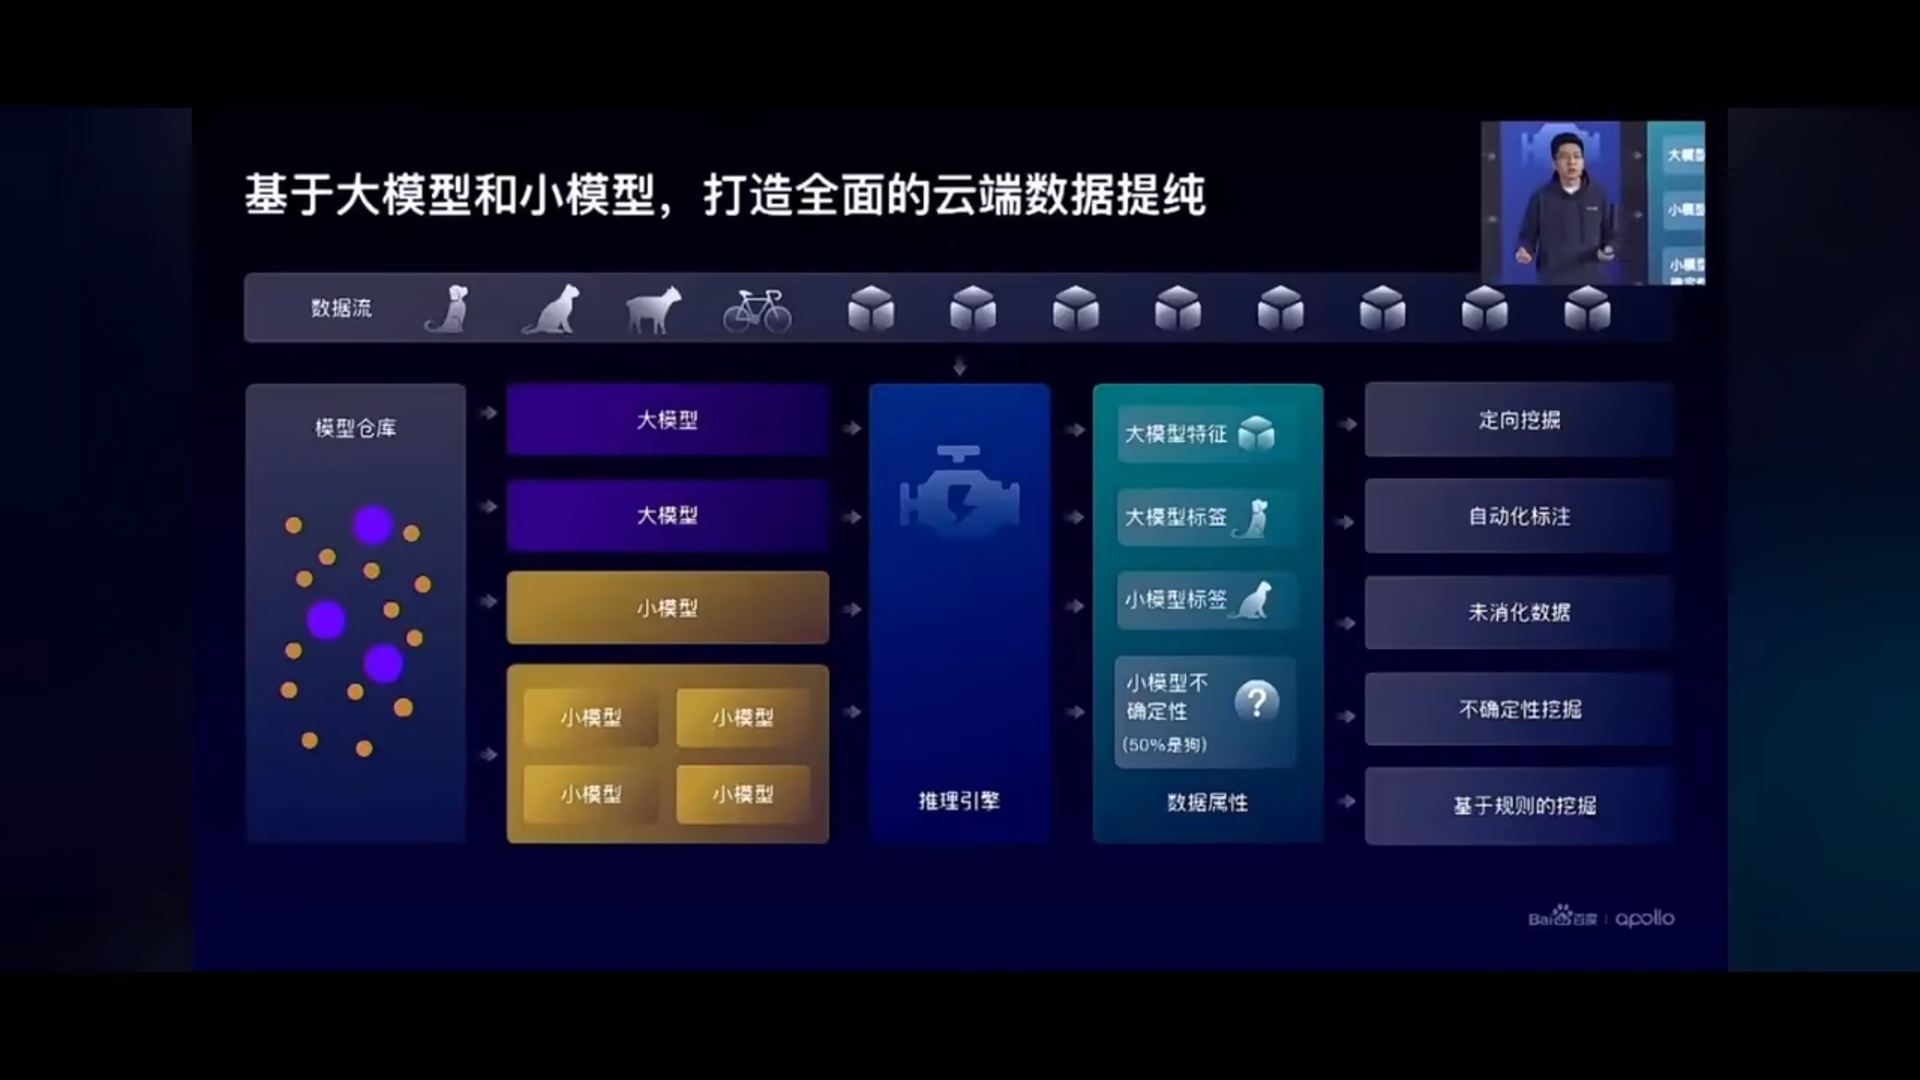 基于大模型和小模型，打造全面的云端数据提纯
大模型
小模型
数据流
模型仓库
大模型
大模型
小模型
小模型
小模型
小模型
小模型
推理引擎
大模型特征
大模型标签
小模型标签
小模型不
确定性
(50%是狗)
?
数据属性
定向挖掘
自动化标注
未消化数据
不确定性挖掘
基于规则的挖掘
Bai百度 | apollo